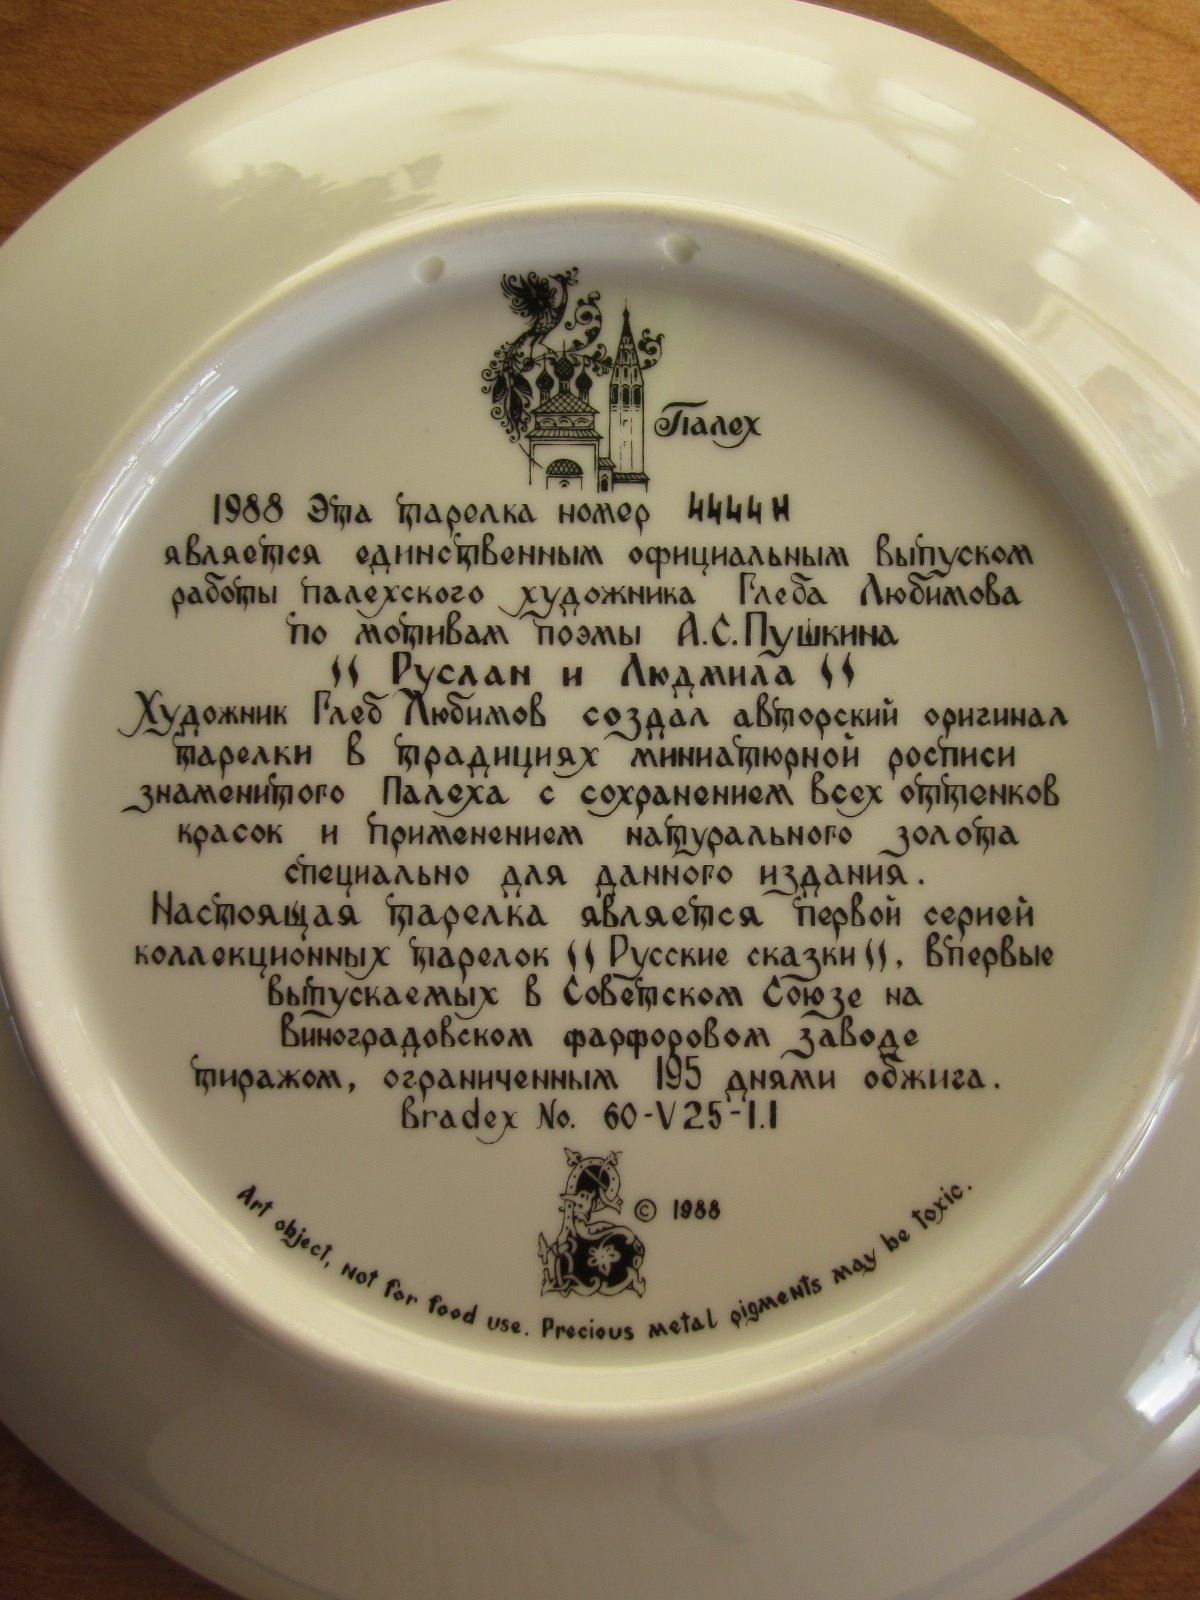 Палех
1988 Эта тарелка номер 4444Н
является единственным официальным выпуском
работы палехского художника Глеба Любимова
по мотивам поэмы А.С.Пушкина
"Руслан и Людмила"
Художник Глеб Любимов создал авторский оригинал
тарелки в традициях миниатюрной росписи
знаменитого Палеха с сохранением всех оттенков
красок и применением натурального золота
специально для данного издания.
Настоящая тарелка является первой серией
коллекционных тарелок "Русские сказки", впервые
выпускаемых в Советском Союзе на
Виноградовском фарфоровом заводе
тиражом, ограниченным 195 днями обжига.
Bradex No. 60-V25-1.1
© 1988
Art object, not for food use. Precious metal pigments may be toxic.